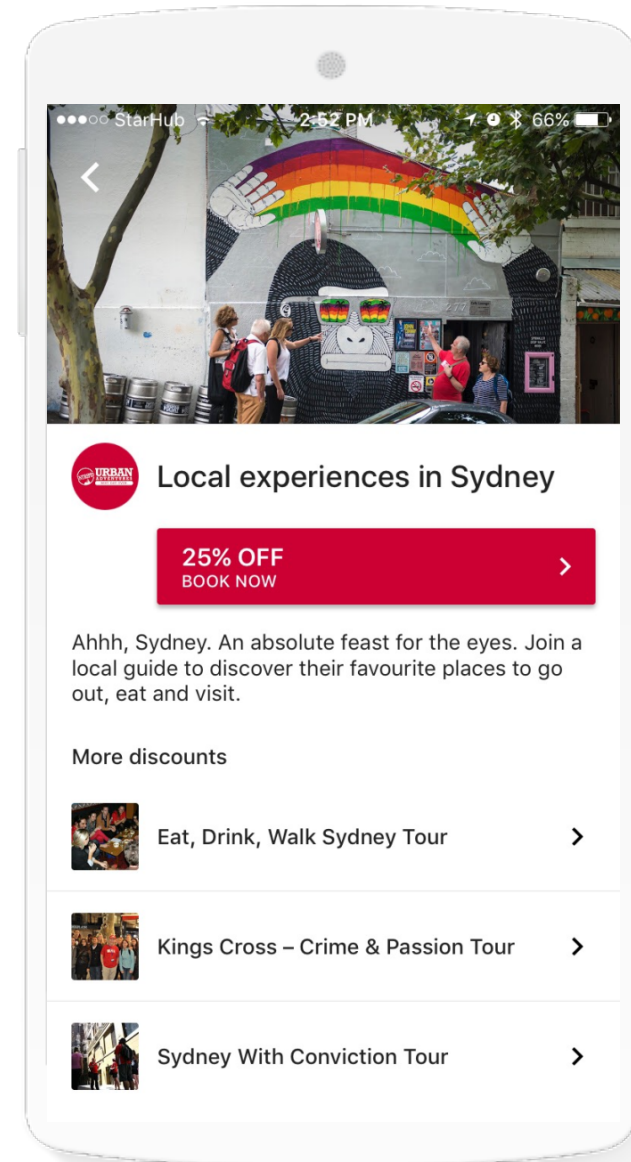 StarHub 2:52 PM 66%
URBAN
ADVENTURES
Local experiences in Sydney
25% OFF
BOOK NOW
Ahhh, Sydney. An absolute feast for the eyes. Join a
local guide to discover their favourite places to go
out, eat and visit.
More discounts
Eat, Drink, Walk Sydney Tour
Kings Cross – Crime & Passion Tour
Sydney With Conviction Tour